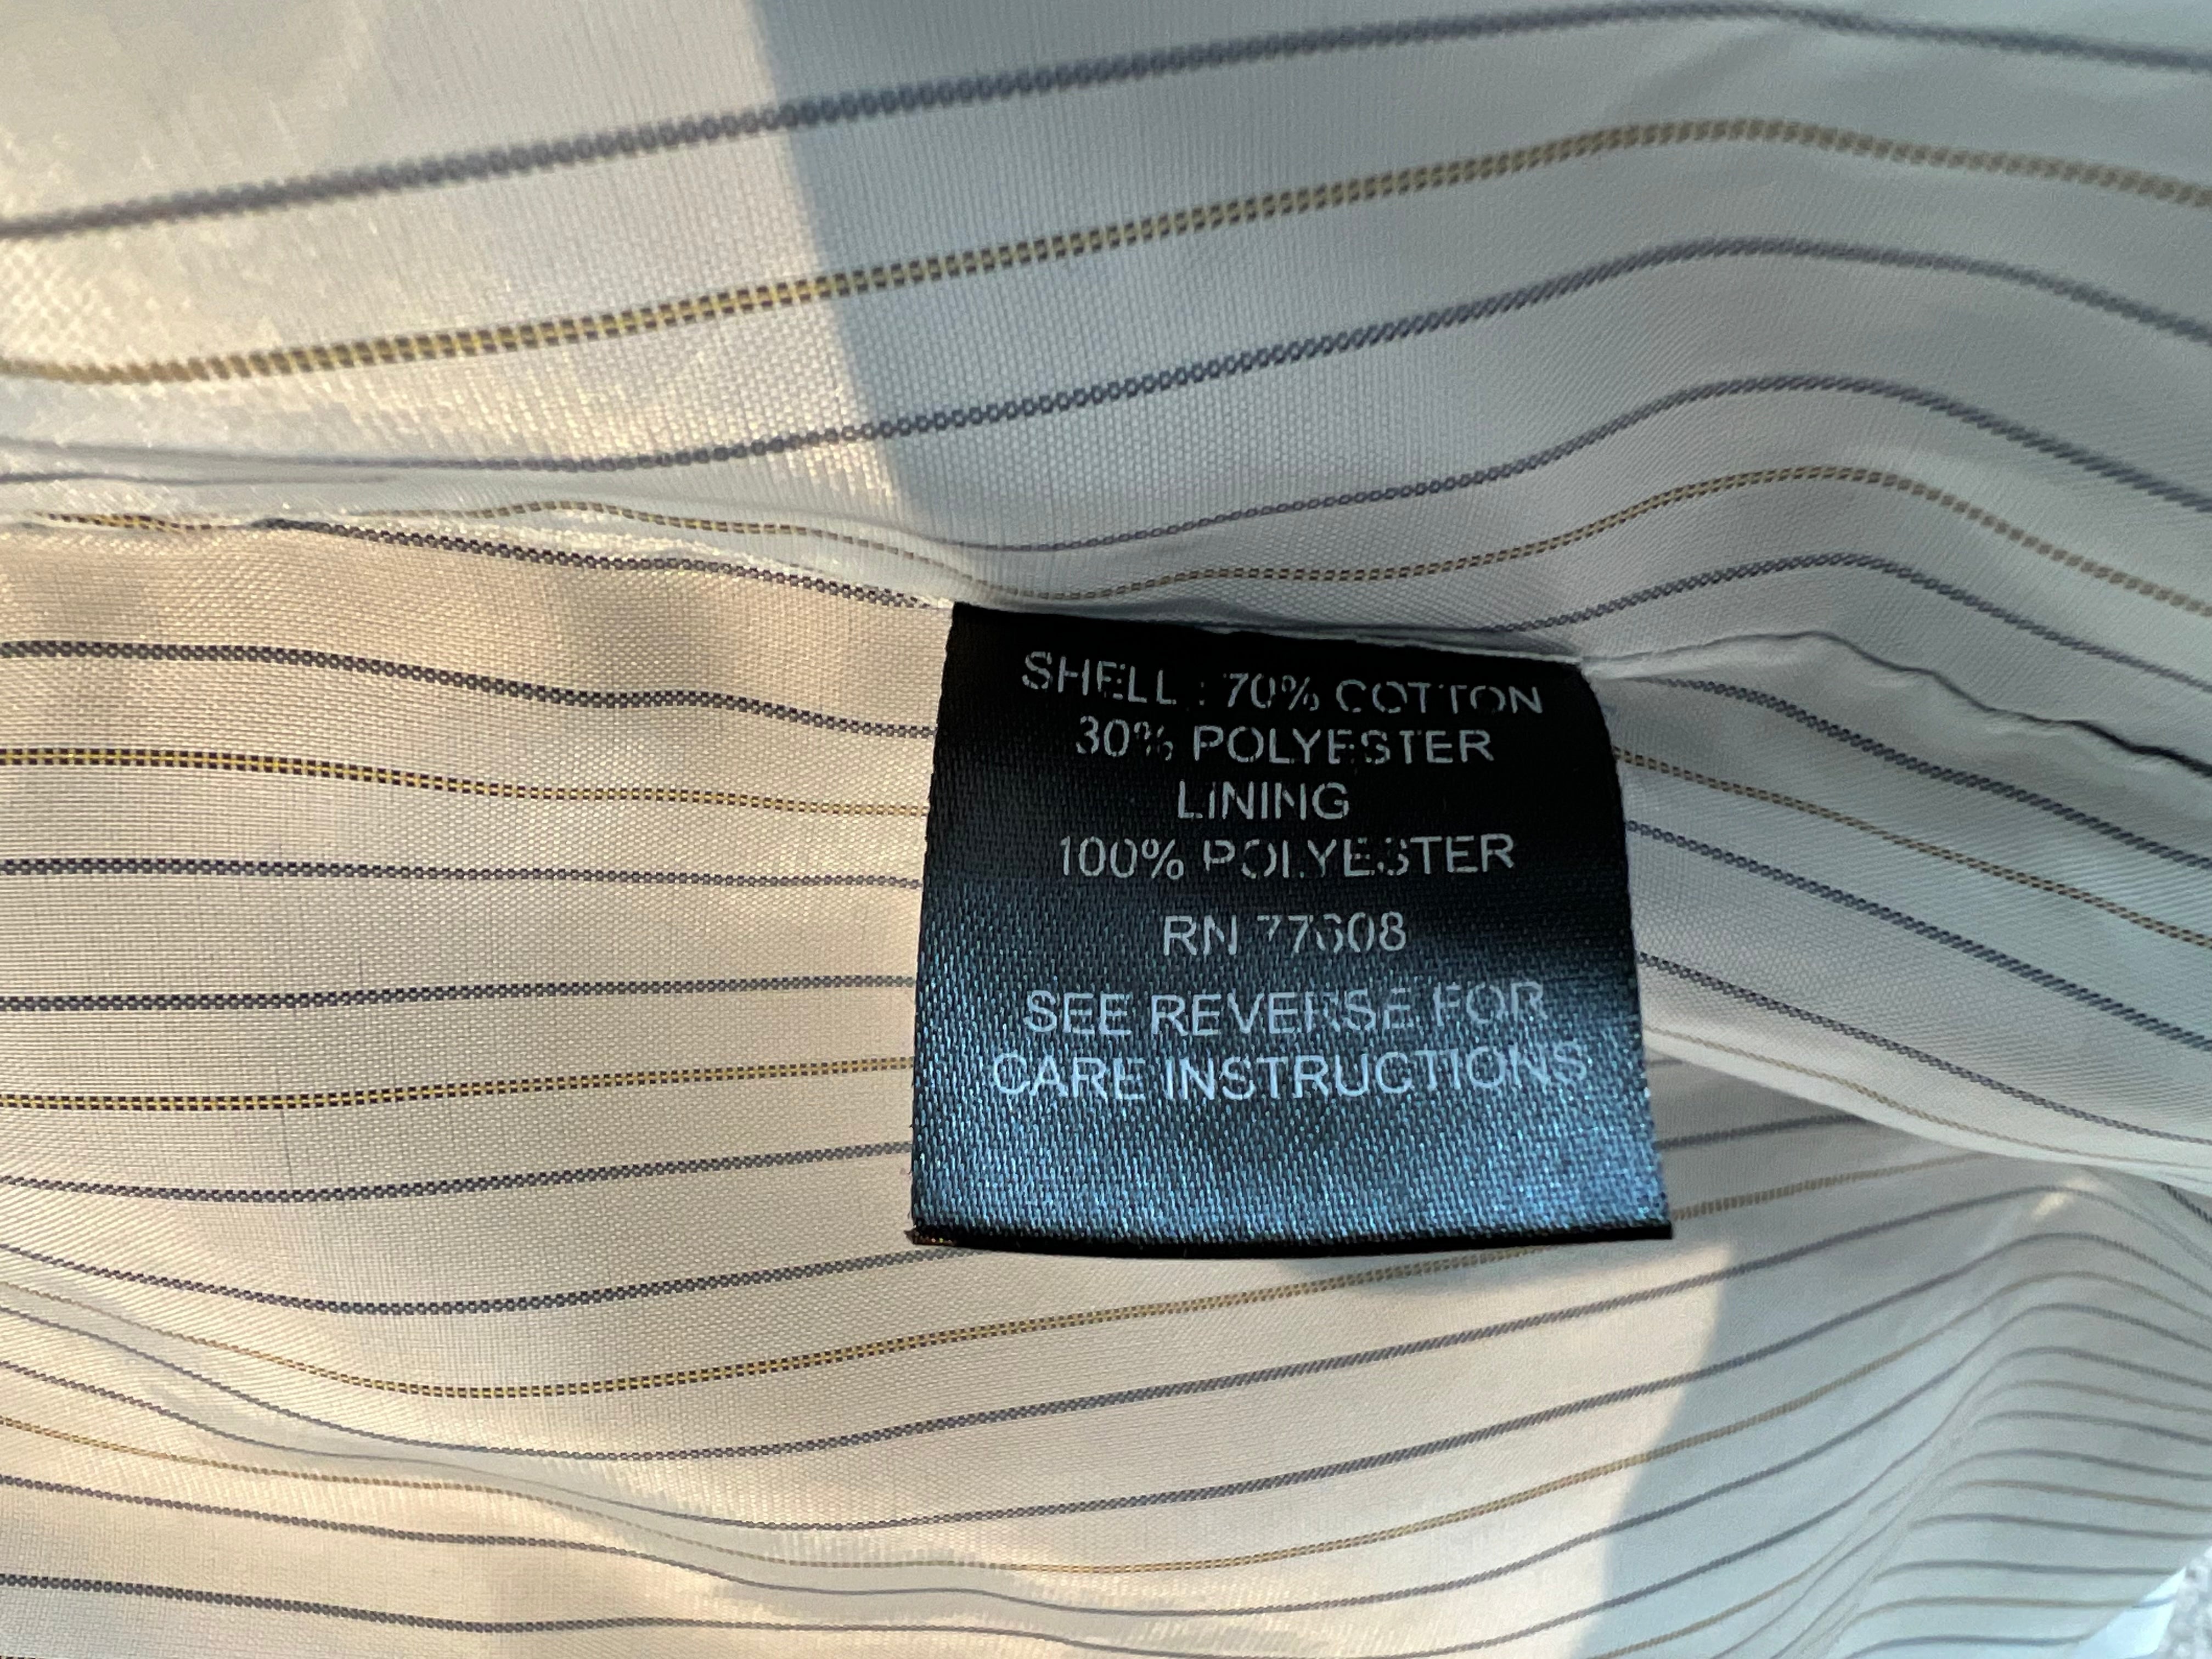 SHELL : 70% COTTON
30% POLYESTER
LINING
100% POLYESTER
RN 77608
SEE REVERSE FOR
CARE INSTRUCTIONS